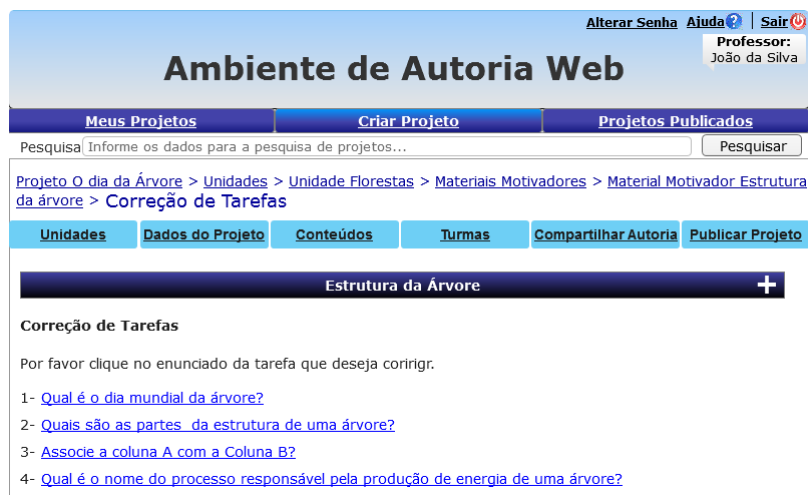 Alterar Senha Ajuda? | Sair
Professor:
João da Silva
Ambiente de Autoria Web
Meus Projetos Criar Projeto Projetos Publicados
Pesquisa Informe os dados para a pesquisa de projetos... Pesquisar
Projeto O dia da Árvore > Unidades > Unidade Florestas > Materiais Motivadores > Material Motivador Estrutura
da árvore > Correção de Tarefas
Unidades Dados do Projeto Conteúdos Turmas Compartilhar Autoria Publicar Projeto
Estrutura da Árvore +
Correção de Tarefas
Por favor clique no enunciado da tarefa que deseja coririgr.
1- Qual é o dia mundial da árvore?
2- Quais são as partes da estrutura de uma árvore?
3- Associe a coluna A com a Coluna B?
4- Qual é o nome do processo responsável pela produção de energia de uma árvore?